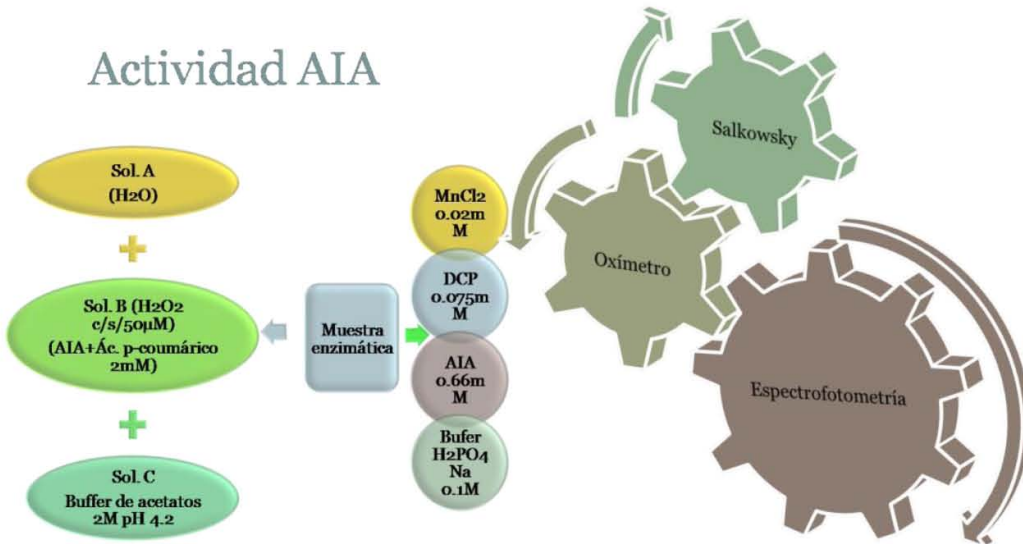 Actividad AIA
Sol. A
(H2O)
Sol. B (H2O2
c/s/50µM)
(AIA+Ác. p-coumárico
2mM)
Sol. C
Buffer de acetatos
2M pH 4.2
Muestra
enzimática
MnCl2
0.02m
M
DCP
0.075m
M
AIA
0.66m
M
Bufer
H2PO4
Na
0.1M
Salkowsky
Oxímetro
Espectrofotometría